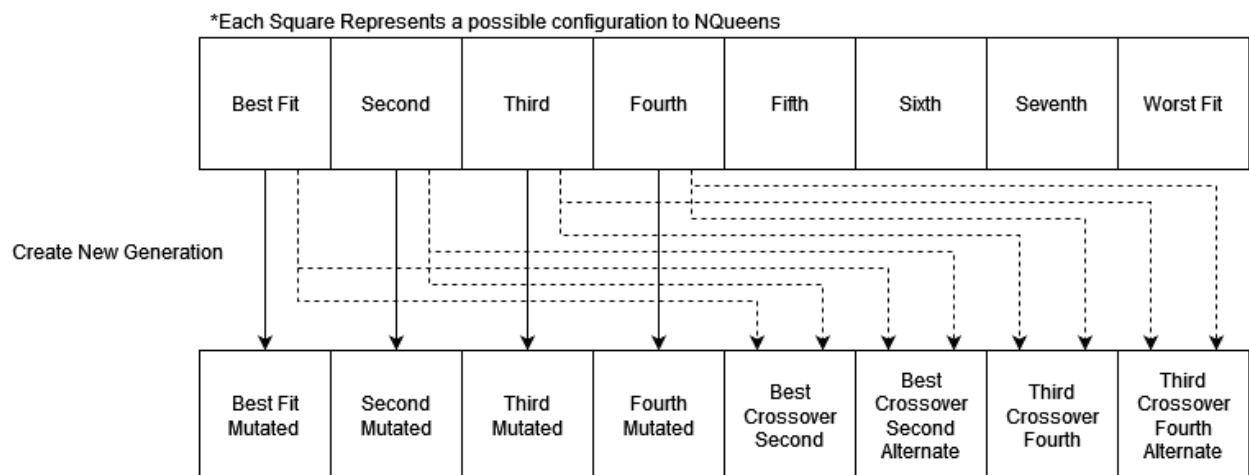 *Each Square Represents a possible configuration to NQueens
Best Fit
Second
Third
Fourth
Fifth
Sixth
Seventh
Worst Fit
Create New Generation
Best Fit
Mutated
Second
Mutated
Third
Mutated
Fourth
Mutated
Best
Crossover
Second
Best
Crossover
Second
Alternate
Third
Crossover
Fourth
Third
Crossover
Fourth
Alternate